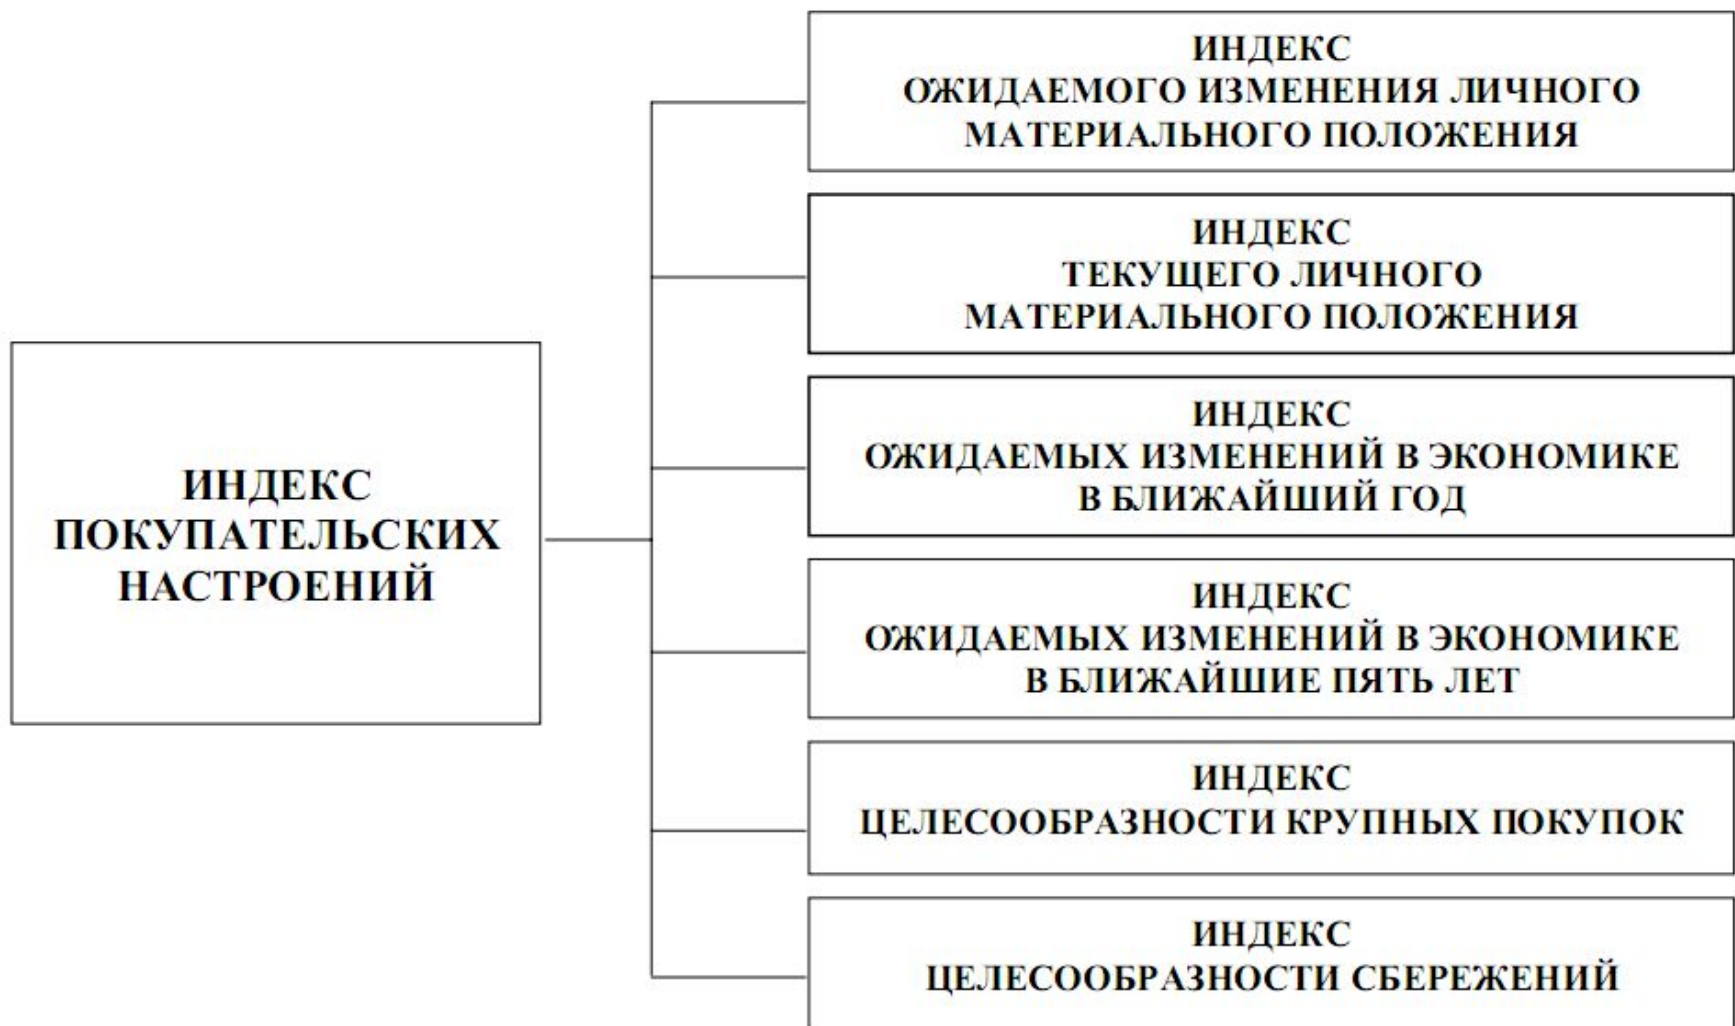 ИНДЕКС
ПОКУПАТЕЛЬСКИХ
НАСТРОЕНИЙ
ИНДЕКС
ОЖИДАЕМОГО ИЗМЕНЕНИЯ ЛИЧНОГО
МАТЕРИАЛЬНОГО ПОЛОЖЕНИЯ
ИНДЕКС
ТЕКУЩЕГО ЛИЧНОГО
МАТЕРИАЛЬНОГО ПОЛОЖЕНИЯ
ИНДЕКС
ОЖИДАЕМЫХ ИЗМЕНЕНИЙ В ЭКОНОМИКЕ
В БЛИЖАЙШИЙ ГОД
ИНДЕКС
ОЖИДАЕМЫХ ИЗМЕНЕНИЙ В ЭКОНОМИКЕ
В БЛИЖАЙШИЕ ПЯТЬ ЛЕТ
ИНДЕКС
ЦЕЛЕСООБРАЗНОСТИ КРУПНЫХ ПОКУПОК
ИНДЕКС
ЦЕЛЕСООБРАЗНОСТИ СБЕРЕЖЕНИЙ